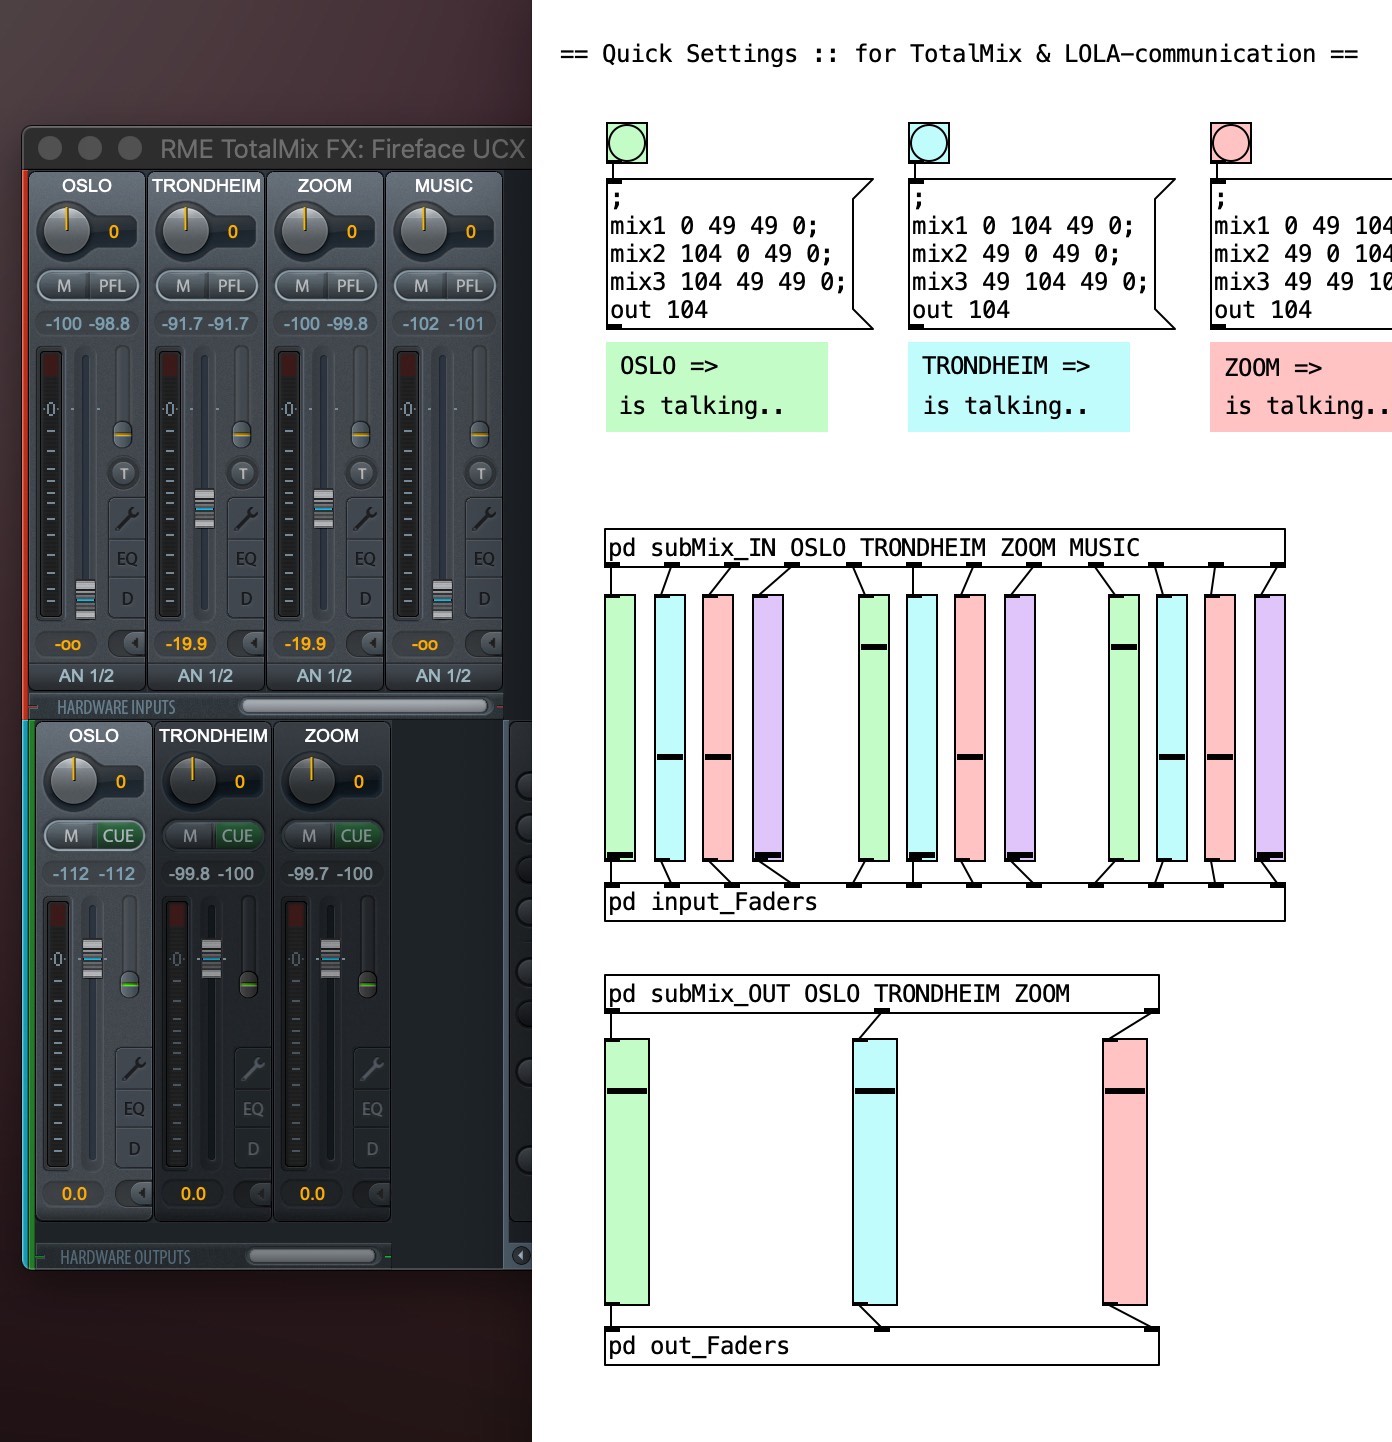 == Quick Settings :: for TotalMix & LOLA-communication ==
RME TotalMix FX: Fireface UCX
OSLO TRONDHEIM ZOOM MUSIC
0 0 0 0
M PFL M PFL M PFL M PFL
-100 -98.8 -91.7 -91.7 -100 -99.8 -102 -101
0 0 0 0
T T T T
EQ EQ EQ EQ
D D D D
-oo -19.9 -19.9 -oo
AN 1/2 AN 1/2 AN 1/2 AN 1/2
HARDWARE INPUTS
OSLO TRONDHEIM ZOOM
0 0 0
M CUE M CUE M CUE
-112 -112 -99.8 -100 -99.7 -100
0 0 0
EQ EQ EQ
D D D
0.0 0.0 0.0
HARDWARE OUTPUTS
;
mix1 0 49 49 0;
mix2 104 0 49 0;
mix3 104 49 49 0;
out 104
OSLO =>
is talking..
;
mix1 0 104 49 0;
mix2 49 0 49 0;
mix3 49 104 49 0;
out 104
TRONDHEIM =>
is talking..
;
mix1 0 49 104
mix2 49 0 104
mix3 49 49 10
out 104
ZOOM =>
is talking..
pd subMix_IN OSLO TRONDHEIM ZOOM MUSIC
pd input_Faders
pd subMix_OUT OSLO TRONDHEIM ZOOM
pd out_Faders